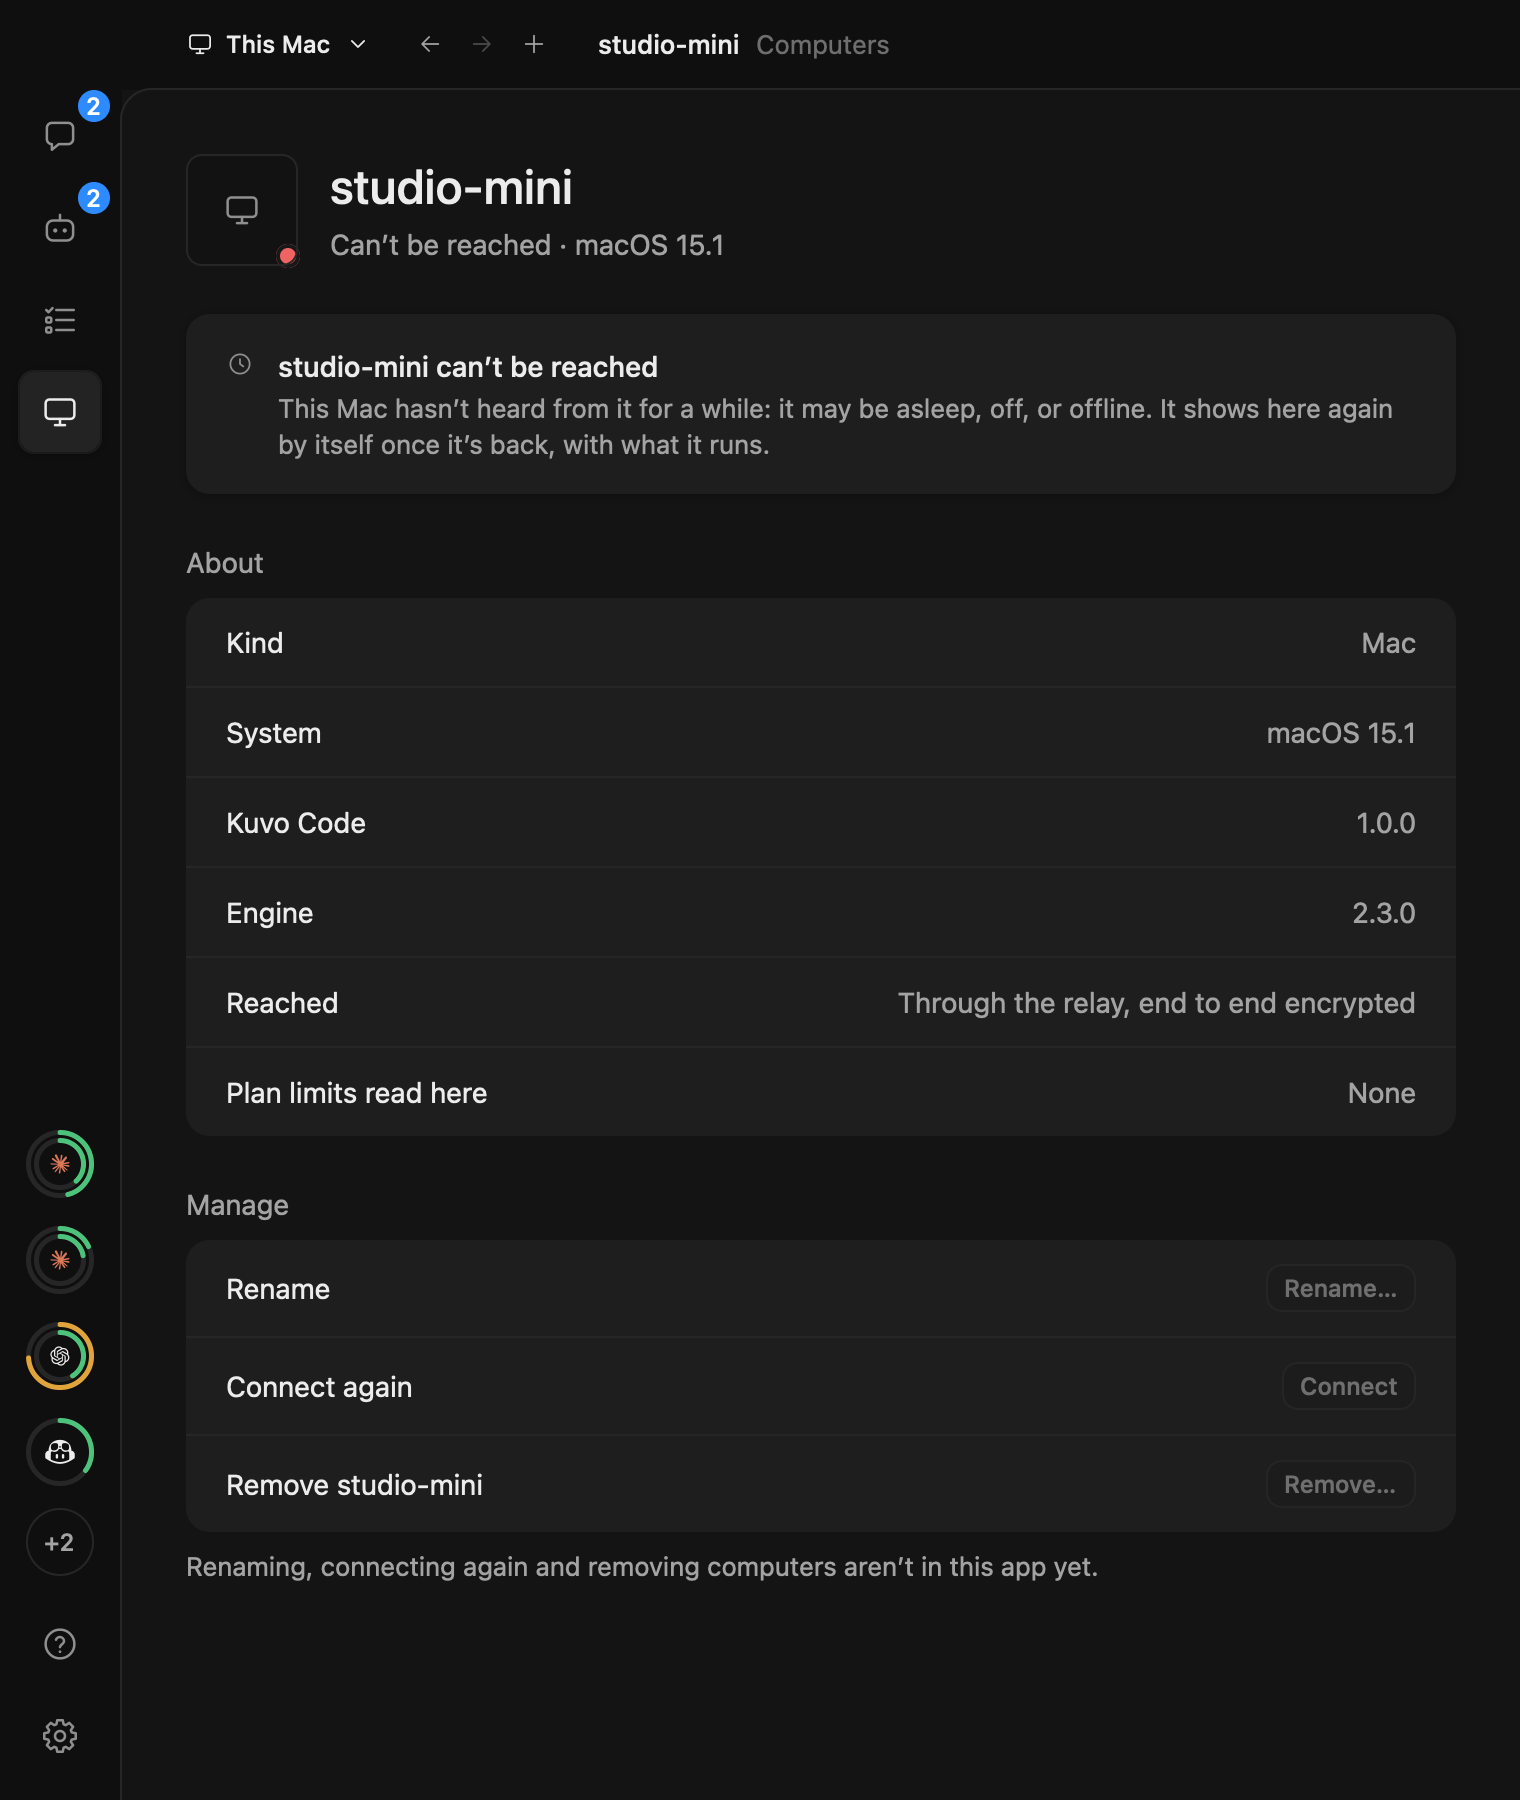 This Mac
studio-mini Computers
2
2
studio-mini
Can’t be reached · macOS 15.1
studio-mini can’t be reached
This Mac hasn’t heard from it for a while: it may be asleep, off, or offline. It shows here again
by itself once it’s back, with what it runs.
About
Kind Mac
System macOS 15.1
Kuvo Code 1.0.0
Engine 2.3.0
Reached Through the relay, end to end encrypted
Plan limits read here None
Manage
Rename Rename...
Connect again Connect
Remove studio-mini Remove...
Renaming, connecting again and removing computers aren’t in this app yet.
+2